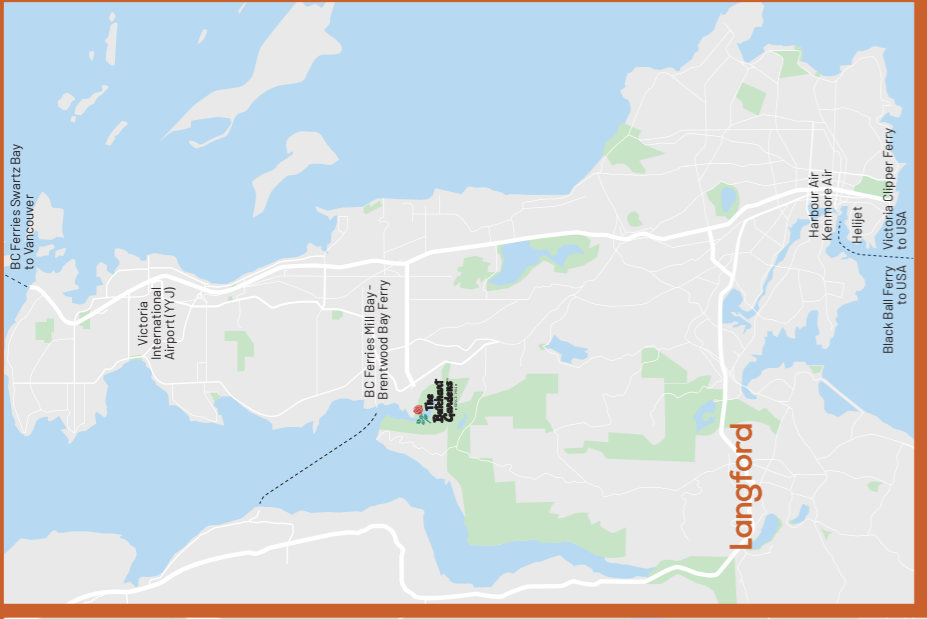 BC Ferries Swartz Bay
to Vancouver
Victoria
International
Airport (YYJ)
BC Ferries Mill Bay –
Brentwood Bay Ferry
The
Butchart
Gardens
Langford
Harbour Air
Kenmore Air
Helijet
Victoria Clipper Ferry
to USA
Black Ball Ferry
to USA